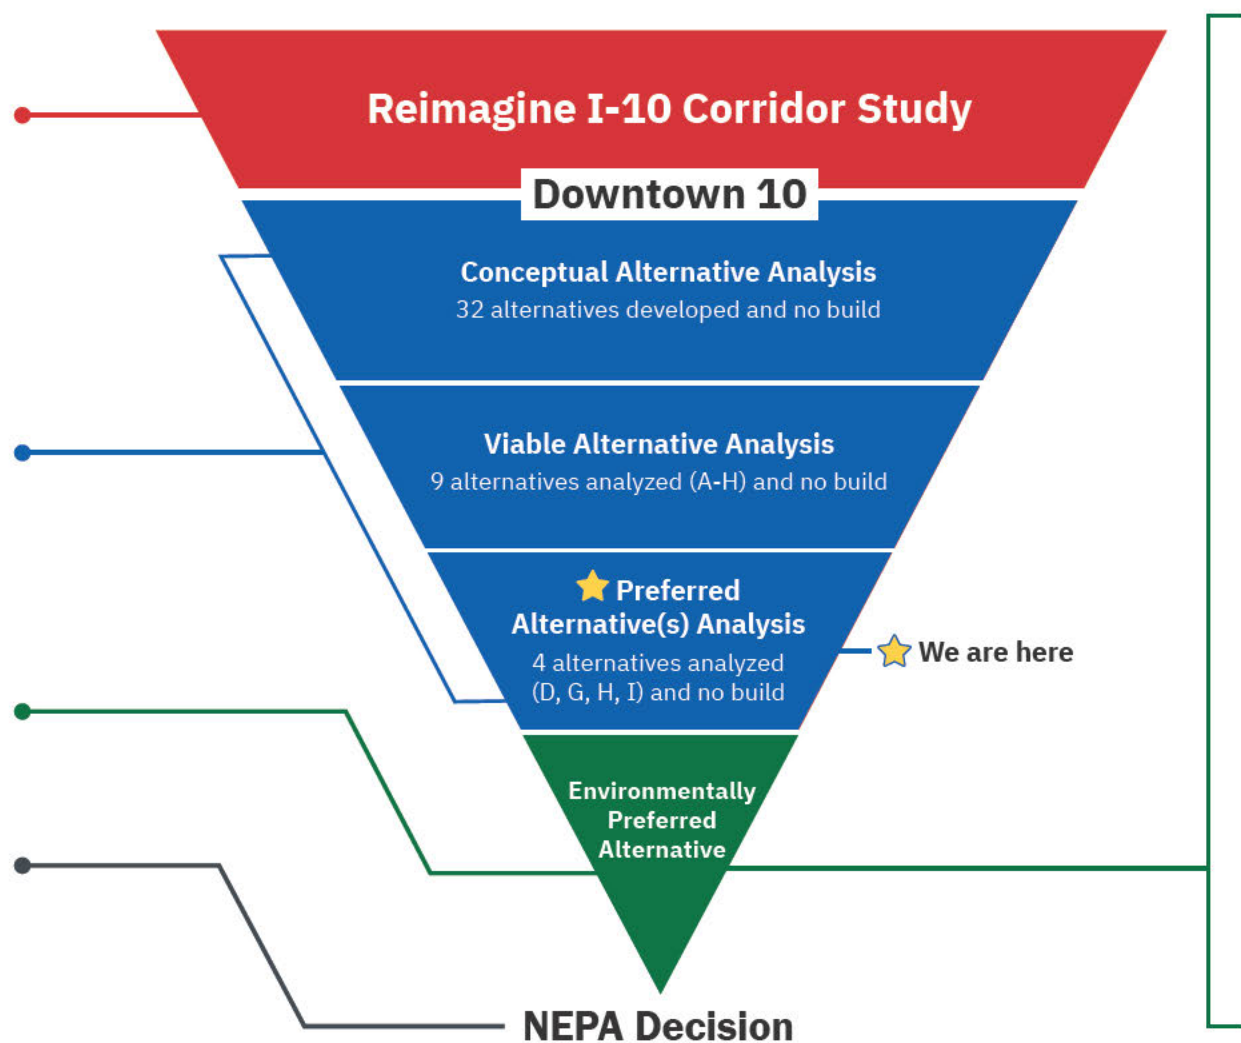 Reimagine I-10 Corridor Study
Downtown 10
Conceptual Alternative Analysis
32 alternatives developed and no build
Viable Alternative Analysis
9 alternatives analyzed (A-H) and no build
Preferred
Alternative(s) Analysis
4 alternatives analyzed
(D, G, H, I) and no build
We are here
Environmentally
Preferred
Alternative
NEPA Decision